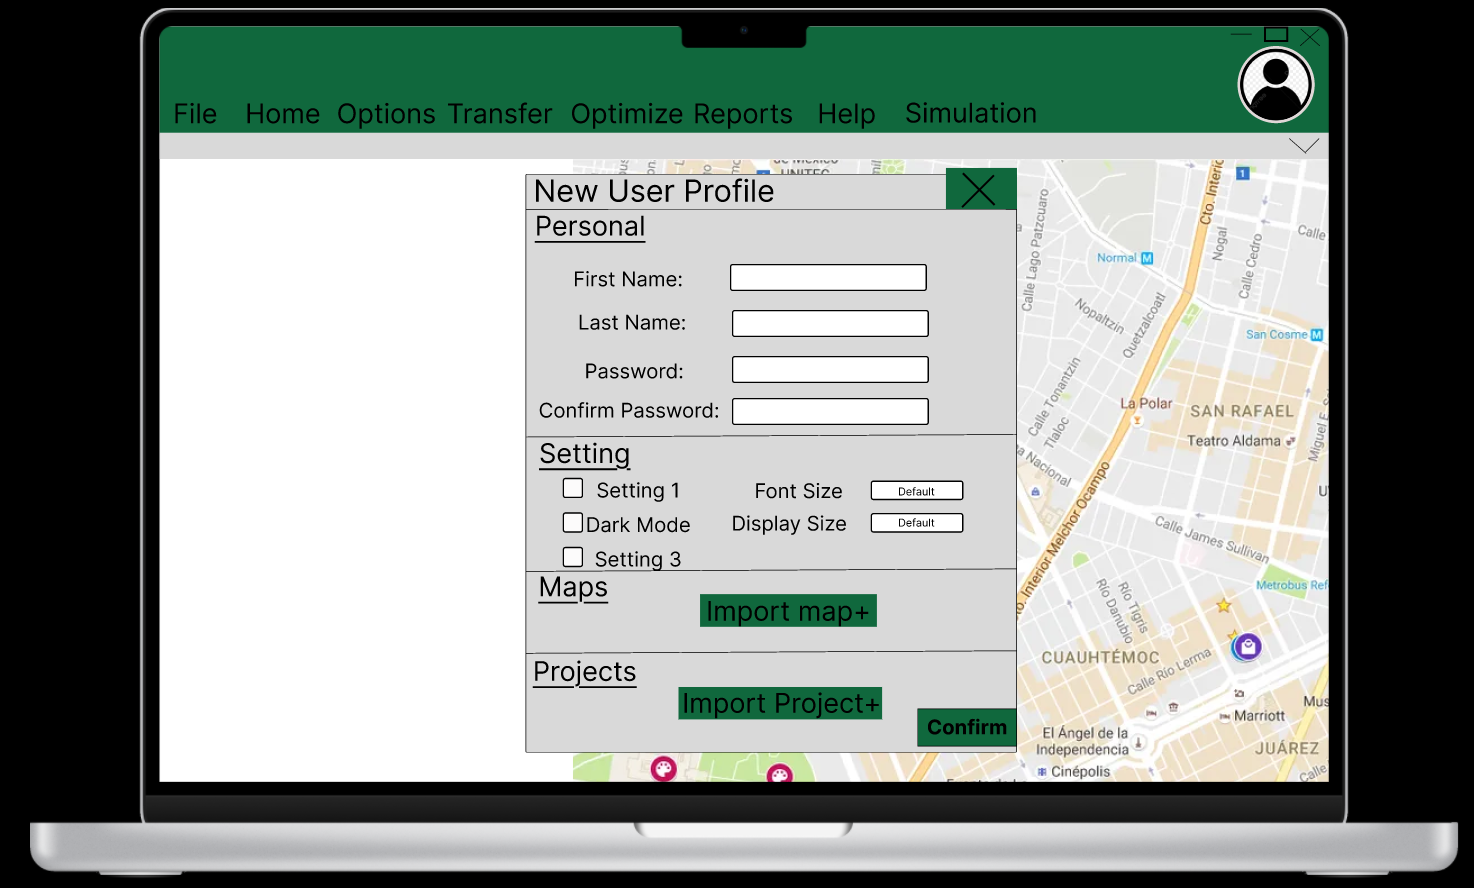 File Home Options Transfer Optimize Reports Help Simulation
New User Profile
Personal
First Name:
Last Name:
Password:
Confirm Password:
Setting
Setting 1
Font Size Default
Dark Mode
Display Size Default
Setting 3
Maps
Import map+
Projects
Import Project+
Confirm
UNITEC
1
Cto. Interi
Calle Lago Patzcuaro
Nogal
Calle Cedro
Calle
Normal M
Nopaltzin
Quetzalcoatl
San Cosme M
Calle Tonantzin
Tlaloc
La Polar
SAN RAFAEL
Teatro Aldama
Miguel E. S
a Nacional
U
to. Interior Melchor Ocampo
Calle James Sullivan
Metrobus Ref
Río Tigris
Río Danubio
CUAUHTÉMOC
Calle Río Lerma
Marriott
Mus
El Ángel de la
Independencia
JUÁREZ
Cinépolis
Calle